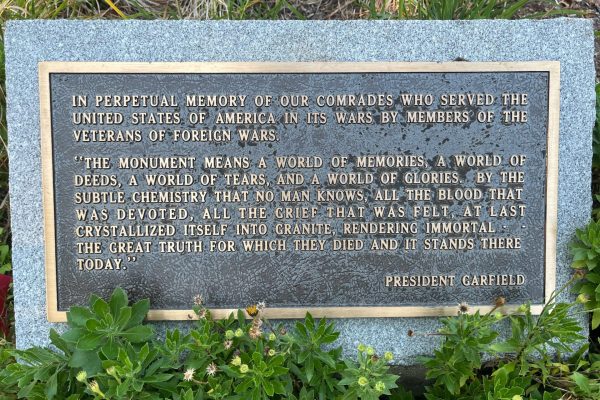 IN PERPETUAL MEMORY OF OUR COMRADES WHO SERVED THE
UNITED STATES OF AMERICA IN ITS WARS BY MEMBERS OF THE
VETERANS OF FOREIGN WARS.
"THE MONUMENT MEANS A WORLD OF MEMORIES, A WORLD OF
DEEDS, A WORLD OF TEARS, AND A WORLD OF GLORIES. BY THE
SUBTLE CHEMISTRY THAT NO MAN KNOWS, ALL THE BLOOD THAT
WAS DEVOTED, ALL THE GRIEF THAT WAS FELT, AT LAST
CRYSTALLIZED ITSELF INTO GRANITE, RENDERING IMMORTAL - -
THE GREAT TRUTH FOR WHICH THEY DIED AND IT STANDS THERE
TODAY."
PRESIDENT GARFIELD